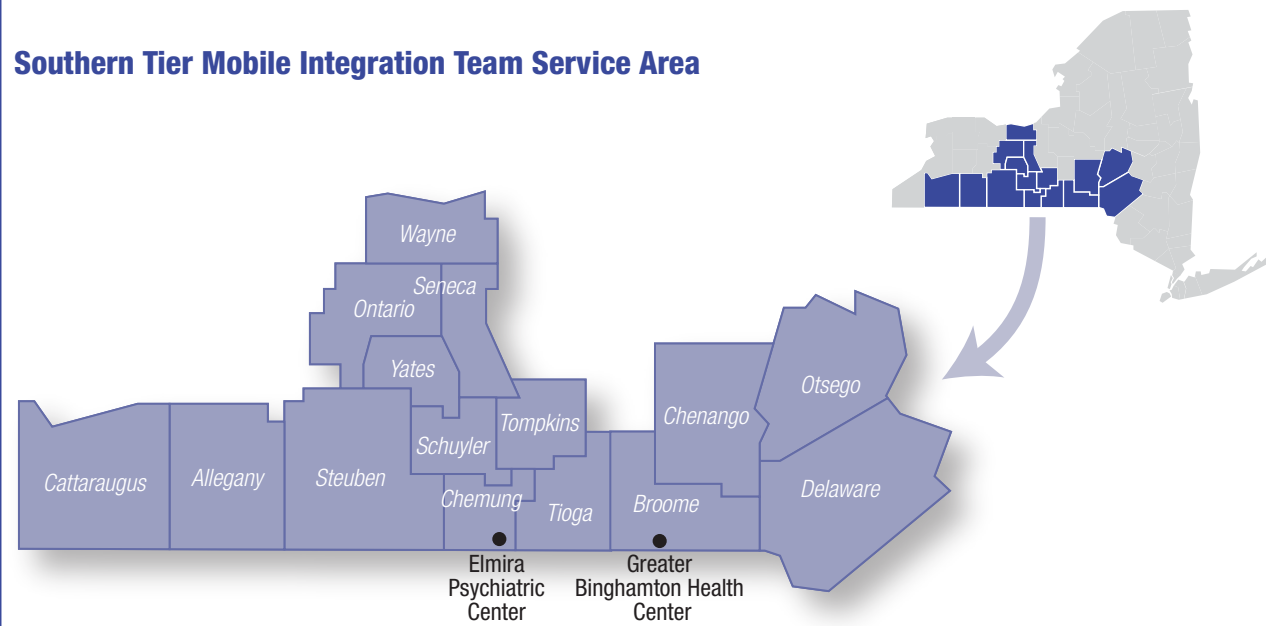 Southern Tier Mobile Integration Team Service Area
Wayne
Seneca
Ontario
Yates
Otsego
Tompkins
Chenango
Schuyler
Cattaraugus
Allegany
Steuben
Delaware
Chemung
Tioga
Broome
Elmira
Psychiatric
Center
Greater
Binghamton Health
Center